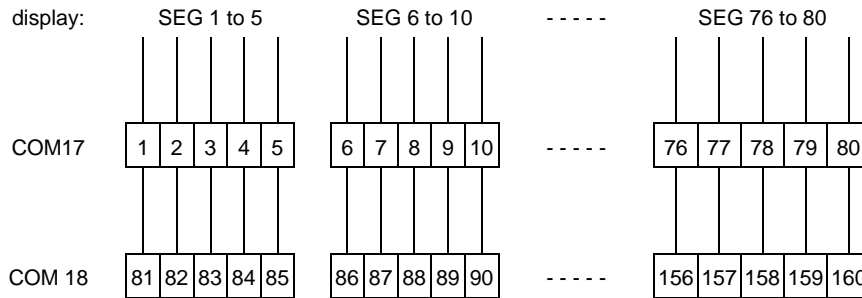 display: SEG 1 to 5 SEG 6 to 10 - - - - - SEG 76 to 80
COM17 1 2 3 4 5 6 7 8 9 10 - - - - - 76 77 78 79 80
COM 18 81 82 83 84 85 86 87 88 89 90 - - - - - 156 157 158 159 160